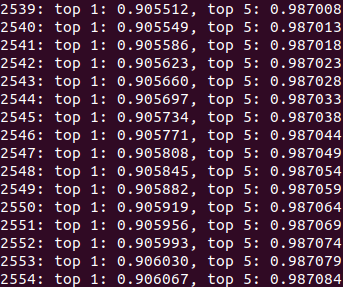 2539: top 1: 0.905512, top 5: 0.987008
2540: top 1: 0.905549, top 5: 0.987013
2541: top 1: 0.905586, top 5: 0.987018
2542: top 1: 0.905623, top 5: 0.987023
2543: top 1: 0.905660, top 5: 0.987028
2544: top 1: 0.905697, top 5: 0.987033
2545: top 1: 0.905734, top 5: 0.987038
2546: top 1: 0.905771, top 5: 0.987044
2547: top 1: 0.905808, top 5: 0.987049
2548: top 1: 0.905845, top 5: 0.987054
2549: top 1: 0.905882, top 5: 0.987059
2550: top 1: 0.905919, top 5: 0.987064
2551: top 1: 0.905956, top 5: 0.987069
2552: top 1: 0.905993, top 5: 0.987074
2553: top 1: 0.906030, top 5: 0.987079
2554: top 1: 0.906067, top 5: 0.987084